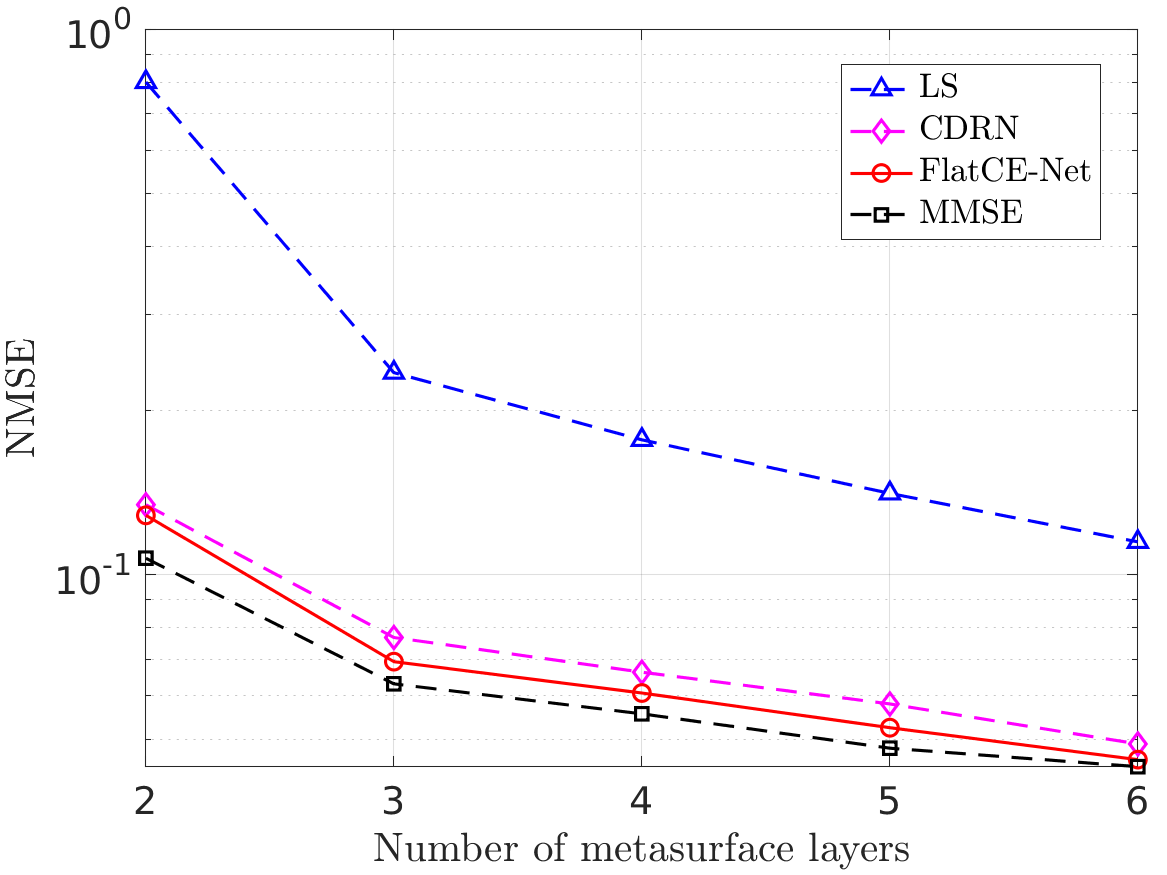 10^0
LS
CDRN
FlatCE-Net
MMSE
NMSE
10^-1
2 3 4 5 6
Number of metasurface layers